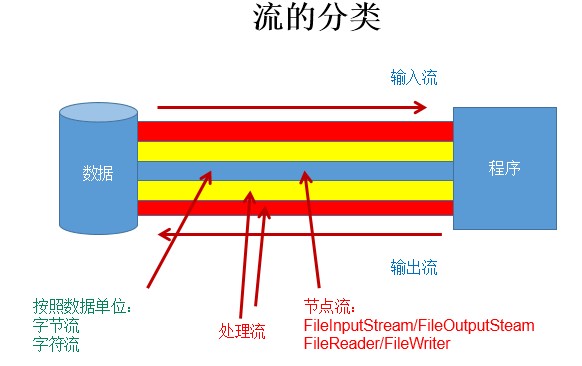 流的分类
输入流
数据
程序
输出流
按照数据单位：
字节流
字符流
处理流
节点流：
FileInputStream/FileOutputSteam
FileReader/FileWriter